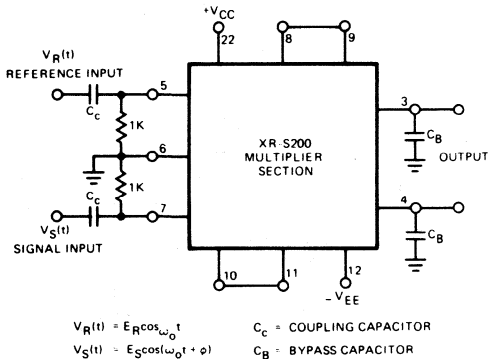 +VCC
22
8
9
VR(t)
REFERENCE INPUT
5
Cc
1K
6
1K
Cc
7
VS(t)
SIGNAL INPUT
XR-S200
MULTIPLIER
SECTION
3
CB
OUTPUT
4
CB
10
11
12
-VEE
VR(t) = ERcosωot
Cc = COUPLING CAPACITOR
VS(t) = EScos(ωot + φ)
CB = BYPASS CAPACITOR